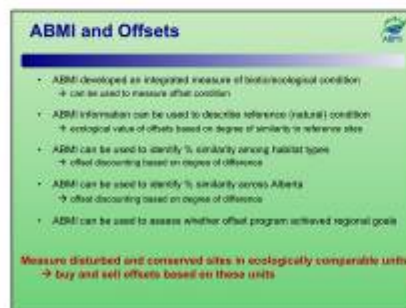 ABMI and Offsets
ABMI
• ABMI developed an integrated measure of biotic/ecological condition
→ can be used to measure offset condition
• ABMI information can be used to describe reference (natural) condition
→ ecological value of offsets based on degree of similarity to reference sites
• ABMI can be used to identify % similarity among habitat types
→ offset discounting based on degree of difference
• ABMI can be used to identify % similarity across Alberta
→ offset discounting based on degree of difference
• ABMI can be used to assess whether offset program achieved regional goals
Measure disturbed and conserved sites in ecologically comparable units
→ buy and sell offsets based on these units